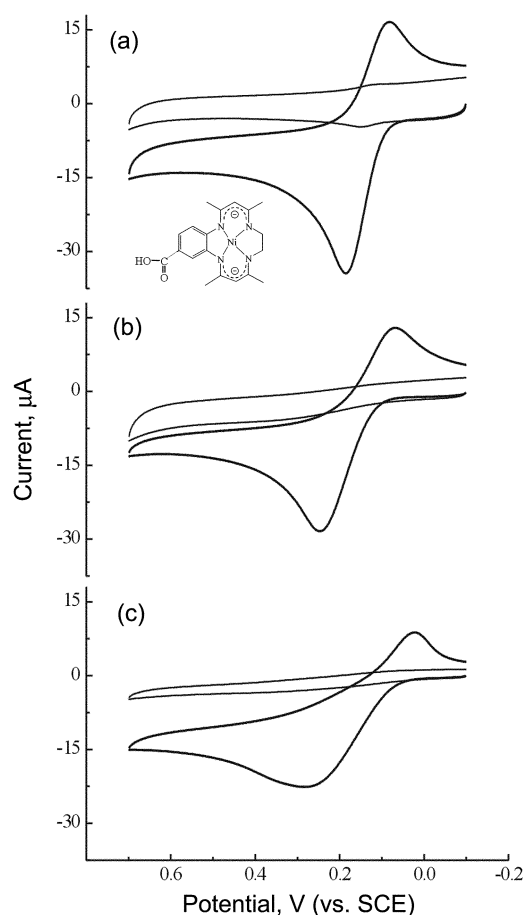 (a)
15
0
-15
-30
N
N
Ni
N
N
HO
C
O
(b)
15
0
-15
-30
Current, μA
(c)
15
0
-15
-30
0.6 0.4 0.2 0.0 -0.2
Potential, V (vs. SCE)